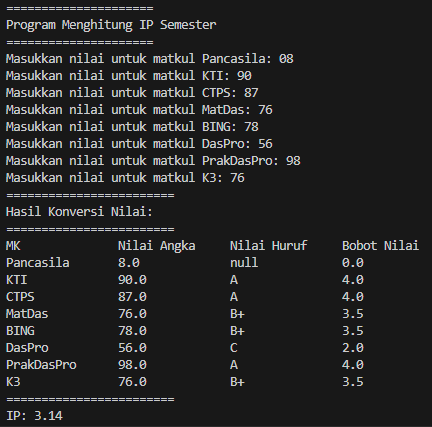 =====================
Program Menghitung IP Semester
=====================
Masukkan nilai untuk matkul Pancasila: 08
Masukkan nilai untuk matkul KTI: 90
Masukkan nilai untuk matkul CTPS: 87
Masukkan nilai untuk matkul MatDas: 76
Masukkan nilai untuk matkul BING: 78
Masukkan nilai untuk matkul DasPro: 56
Masukkan nilai untuk matkul PrakDasPro: 98
Masukkan nilai untuk matkul K3: 76
========================
Hasil Konversi Nilai:
========================
MK              Nilai Angka     Nilai Huruf     Bobot Nilai
Pancasila       8.0             null            0.0
KTI             90.0            A               4.0
CTPS            87.0            A               4.0
MatDas          76.0            B+              3.5
BING            78.0            B+              3.5
DasPro          56.0            C               2.0
PrakDasPro      98.0            A               4.0
K3              76.0            B+              3.5
========================
IP: 3.14